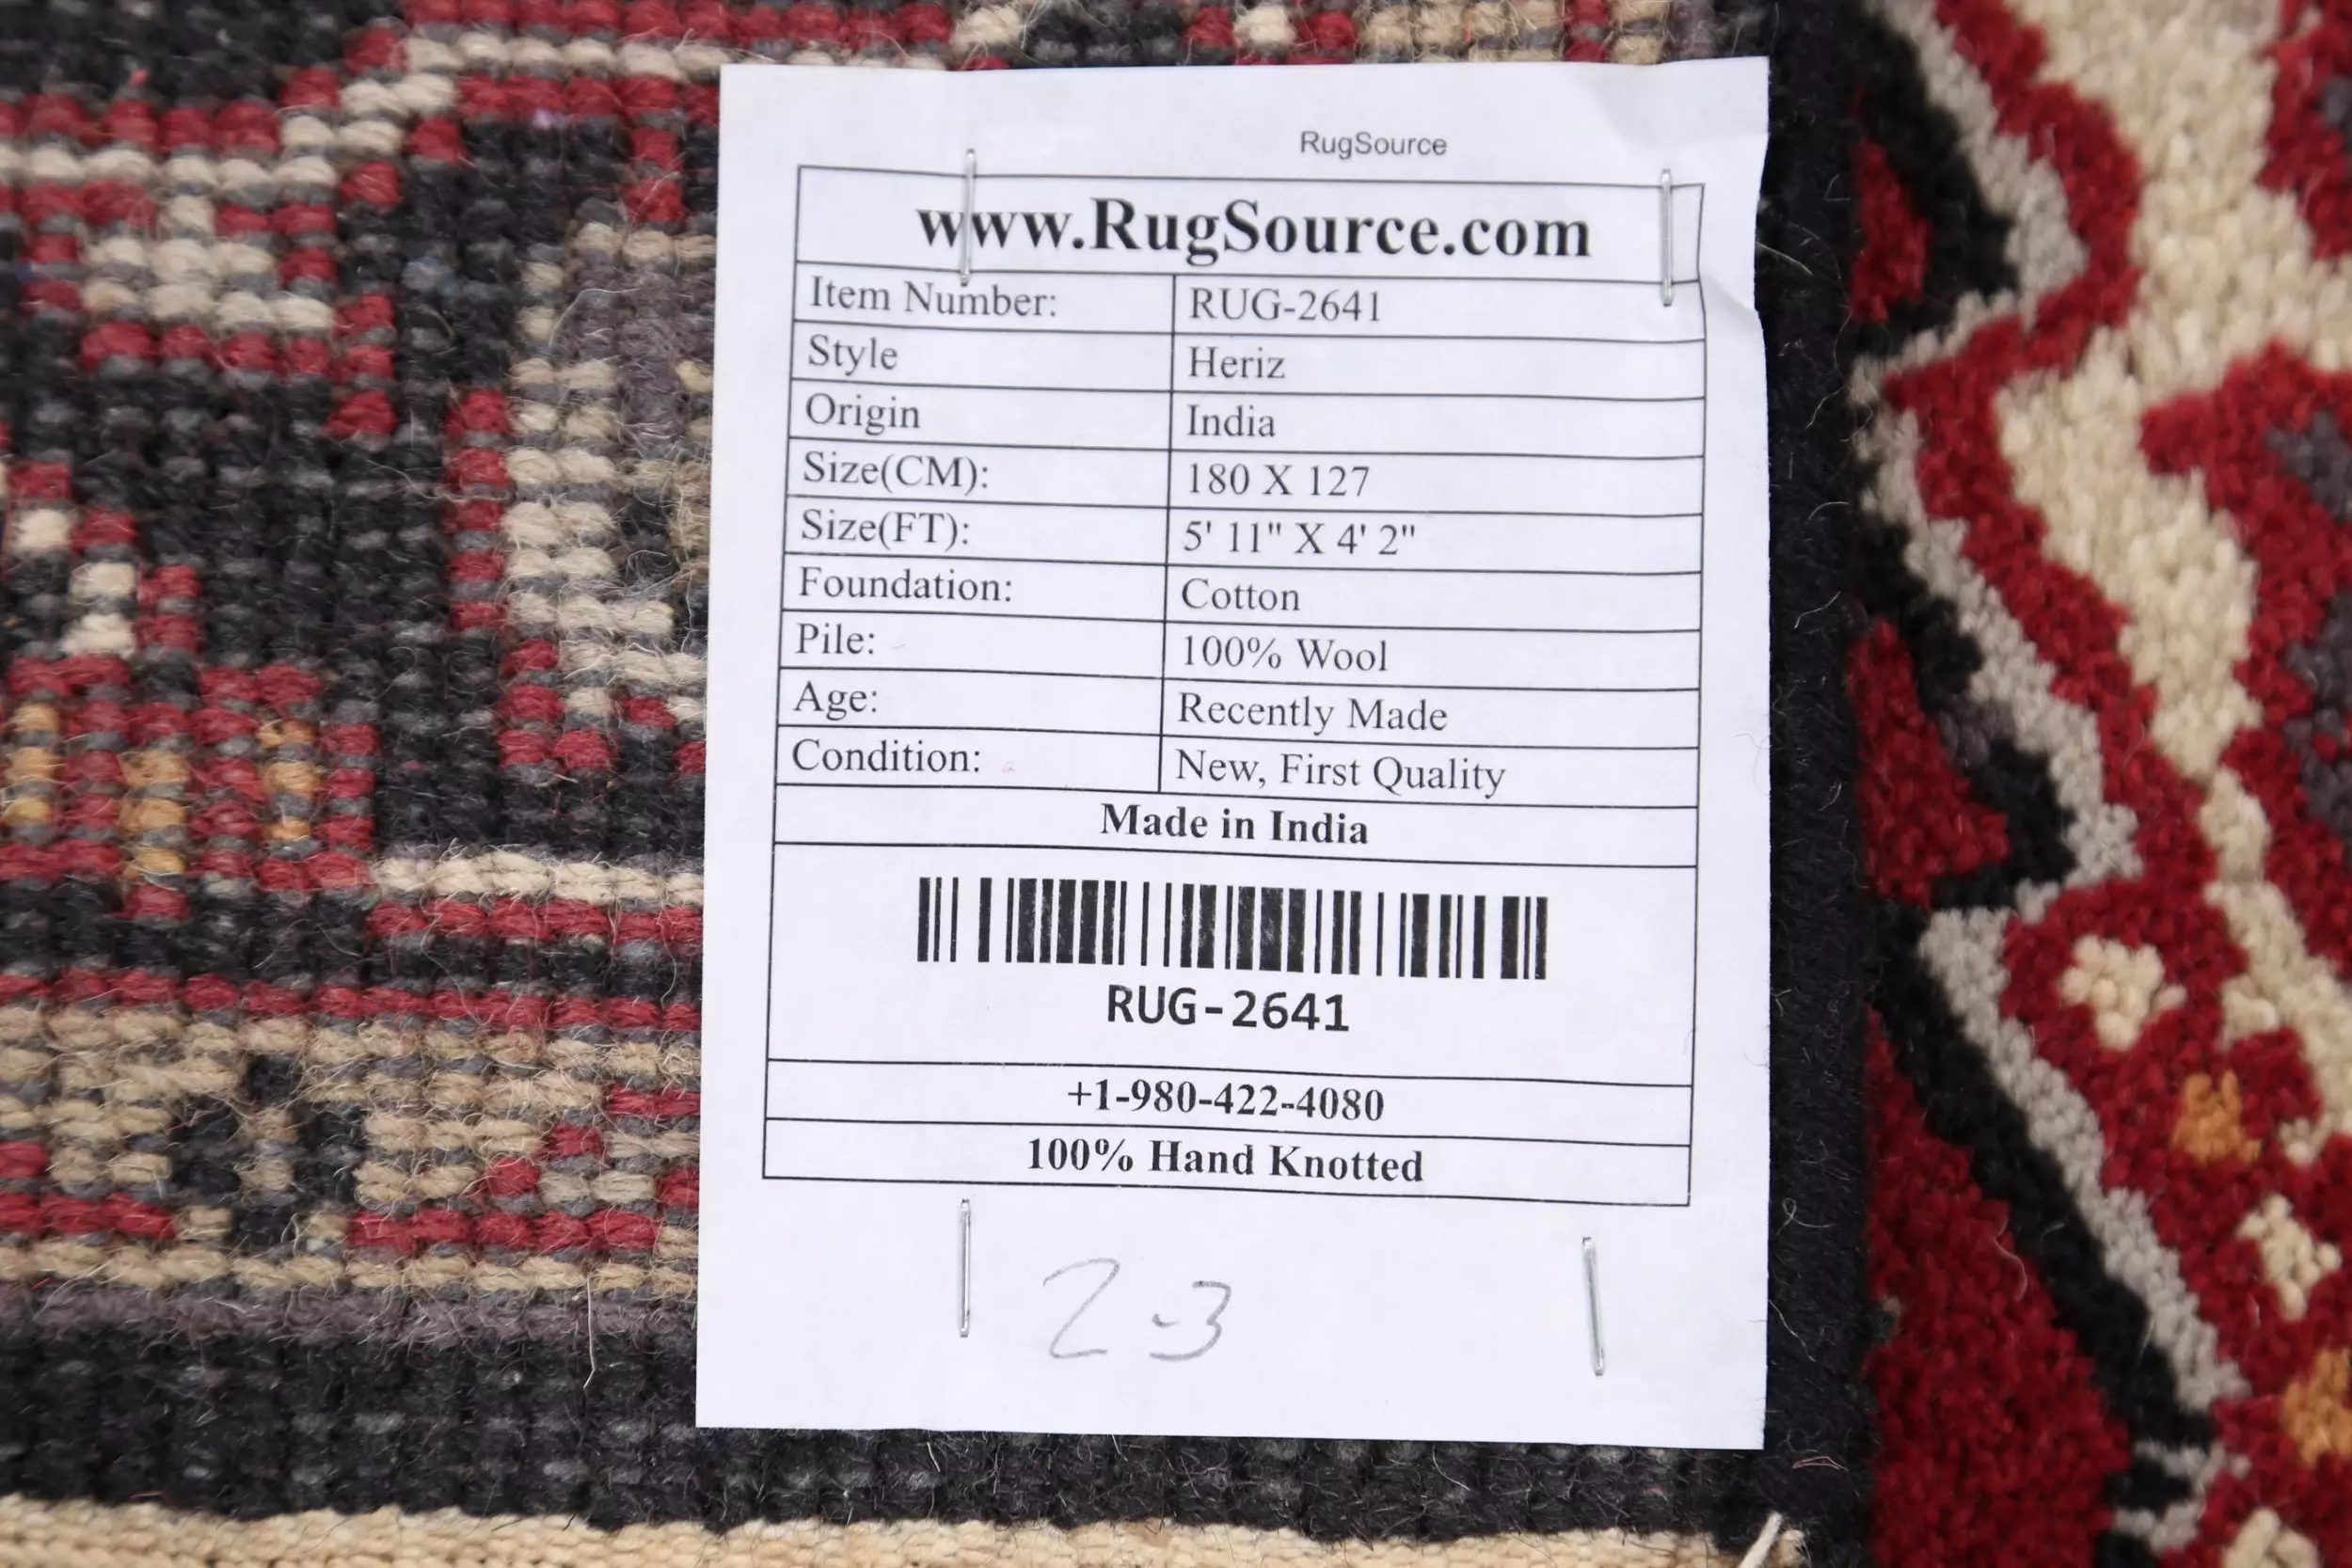 RugSource
www.RugSource.com
Item Number: RUG-2641
Style Heriz
Origin India
Size(CM): 180 X 127
Size(FT): 5' 11" X 4' 2"
Foundation: Cotton
Pile: 100% Wool
Age: Recently Made
Condition: New, First Quality
Made in India
RUG-2641
+1-980-422-4080
100% Hand Knotted
2-3